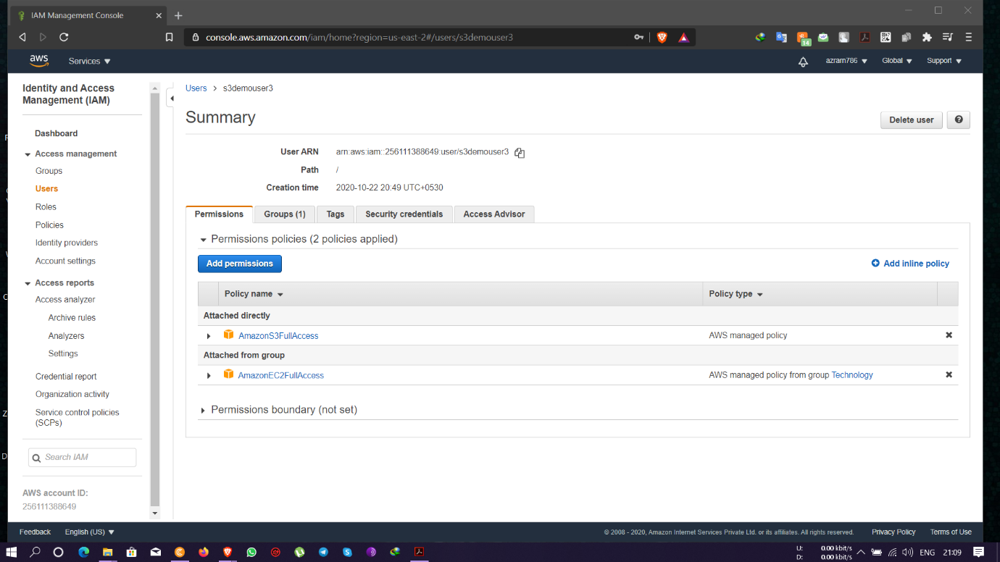 IAM Management Console
console.aws.amazon.com/iam/home?region=us-east-2#/users/s3demouser3
14
aws
Services
azram786
Global
Support
Identity and Access
Management (IAM)
Dashboard
Access management
Groups
Users
Roles
Policies
Identity providers
Account settings
Access reports
Access analyzer
Archive rules
Analyzers
Settings
Credential report
Organization activity
Service control policies
(SCPs)
Search IAM
AWS account ID:
256111388649
Users > s3demouser3
Summary
Delete user
User ARN arn:aws:iam::256111388649:user/s3demouser3
Path /
Creation time 2020-10-22 20:49 UTC+0530
Permissions Groups (1) Tags Security credentials Access Advisor
Permissions policies (2 policies applied)
Add permissions
Add inline policy
Policy name Policy type
Attached directly
AmazonS3FullAccess AWS managed policy
Attached from group
AmazonEC2FullAccess AWS managed policy from group Technology
Permissions boundary (not set)
Feedback English (US)
© 2008 - 2020, Amazon Internet Services Private Ltd. or its affiliates. All rights reserved. Privacy Policy Terms of Use
U: 0.00 kbit/s
D: 0.00 kbit/s
ENG 21:09